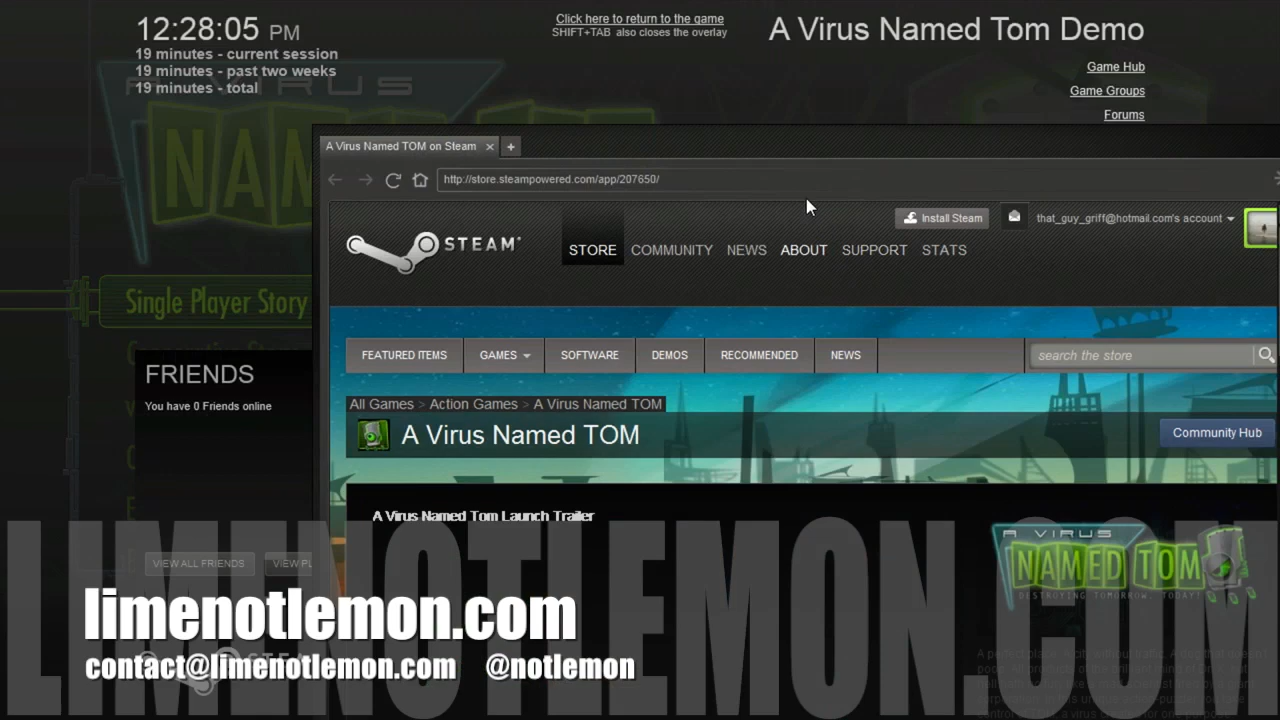 12:28:05 PM
19 minutes - current session
19 minutes - past two weeks
19 minutes - total
Click here to return to the game
SHIFT+TAB also closes the overlay
A Virus Named Tom Demo
Game Hub
Game Groups
Forums
A VIRUS
NAM
Single Player Story
FRIENDS
You have 0 Friends online
VIEW ALL FRIENDS
VIEW PL
A Virus Named TOM on Steam
http://store.steampowered.com/app/207650/
Install Steam
that_guy_griff@hotmail.com's account
STEAM
STORE COMMUNITY NEWS ABOUT SUPPORT STATS
FEATURED ITEMS GAMES SOFTWARE DEMOS RECOMMENDED NEWS
search the store
All Games > Action Games > A Virus Named TOM
A Virus Named TOM
Community Hub
A Virus Named Tom Launch Trailer
A VIRUS
NAMED TOM
DESTROYING TOMORROW, TODAY!
LIMENOTLEMON.COM
limenotlemon.com
contact@limenotlemon.com @notlemon